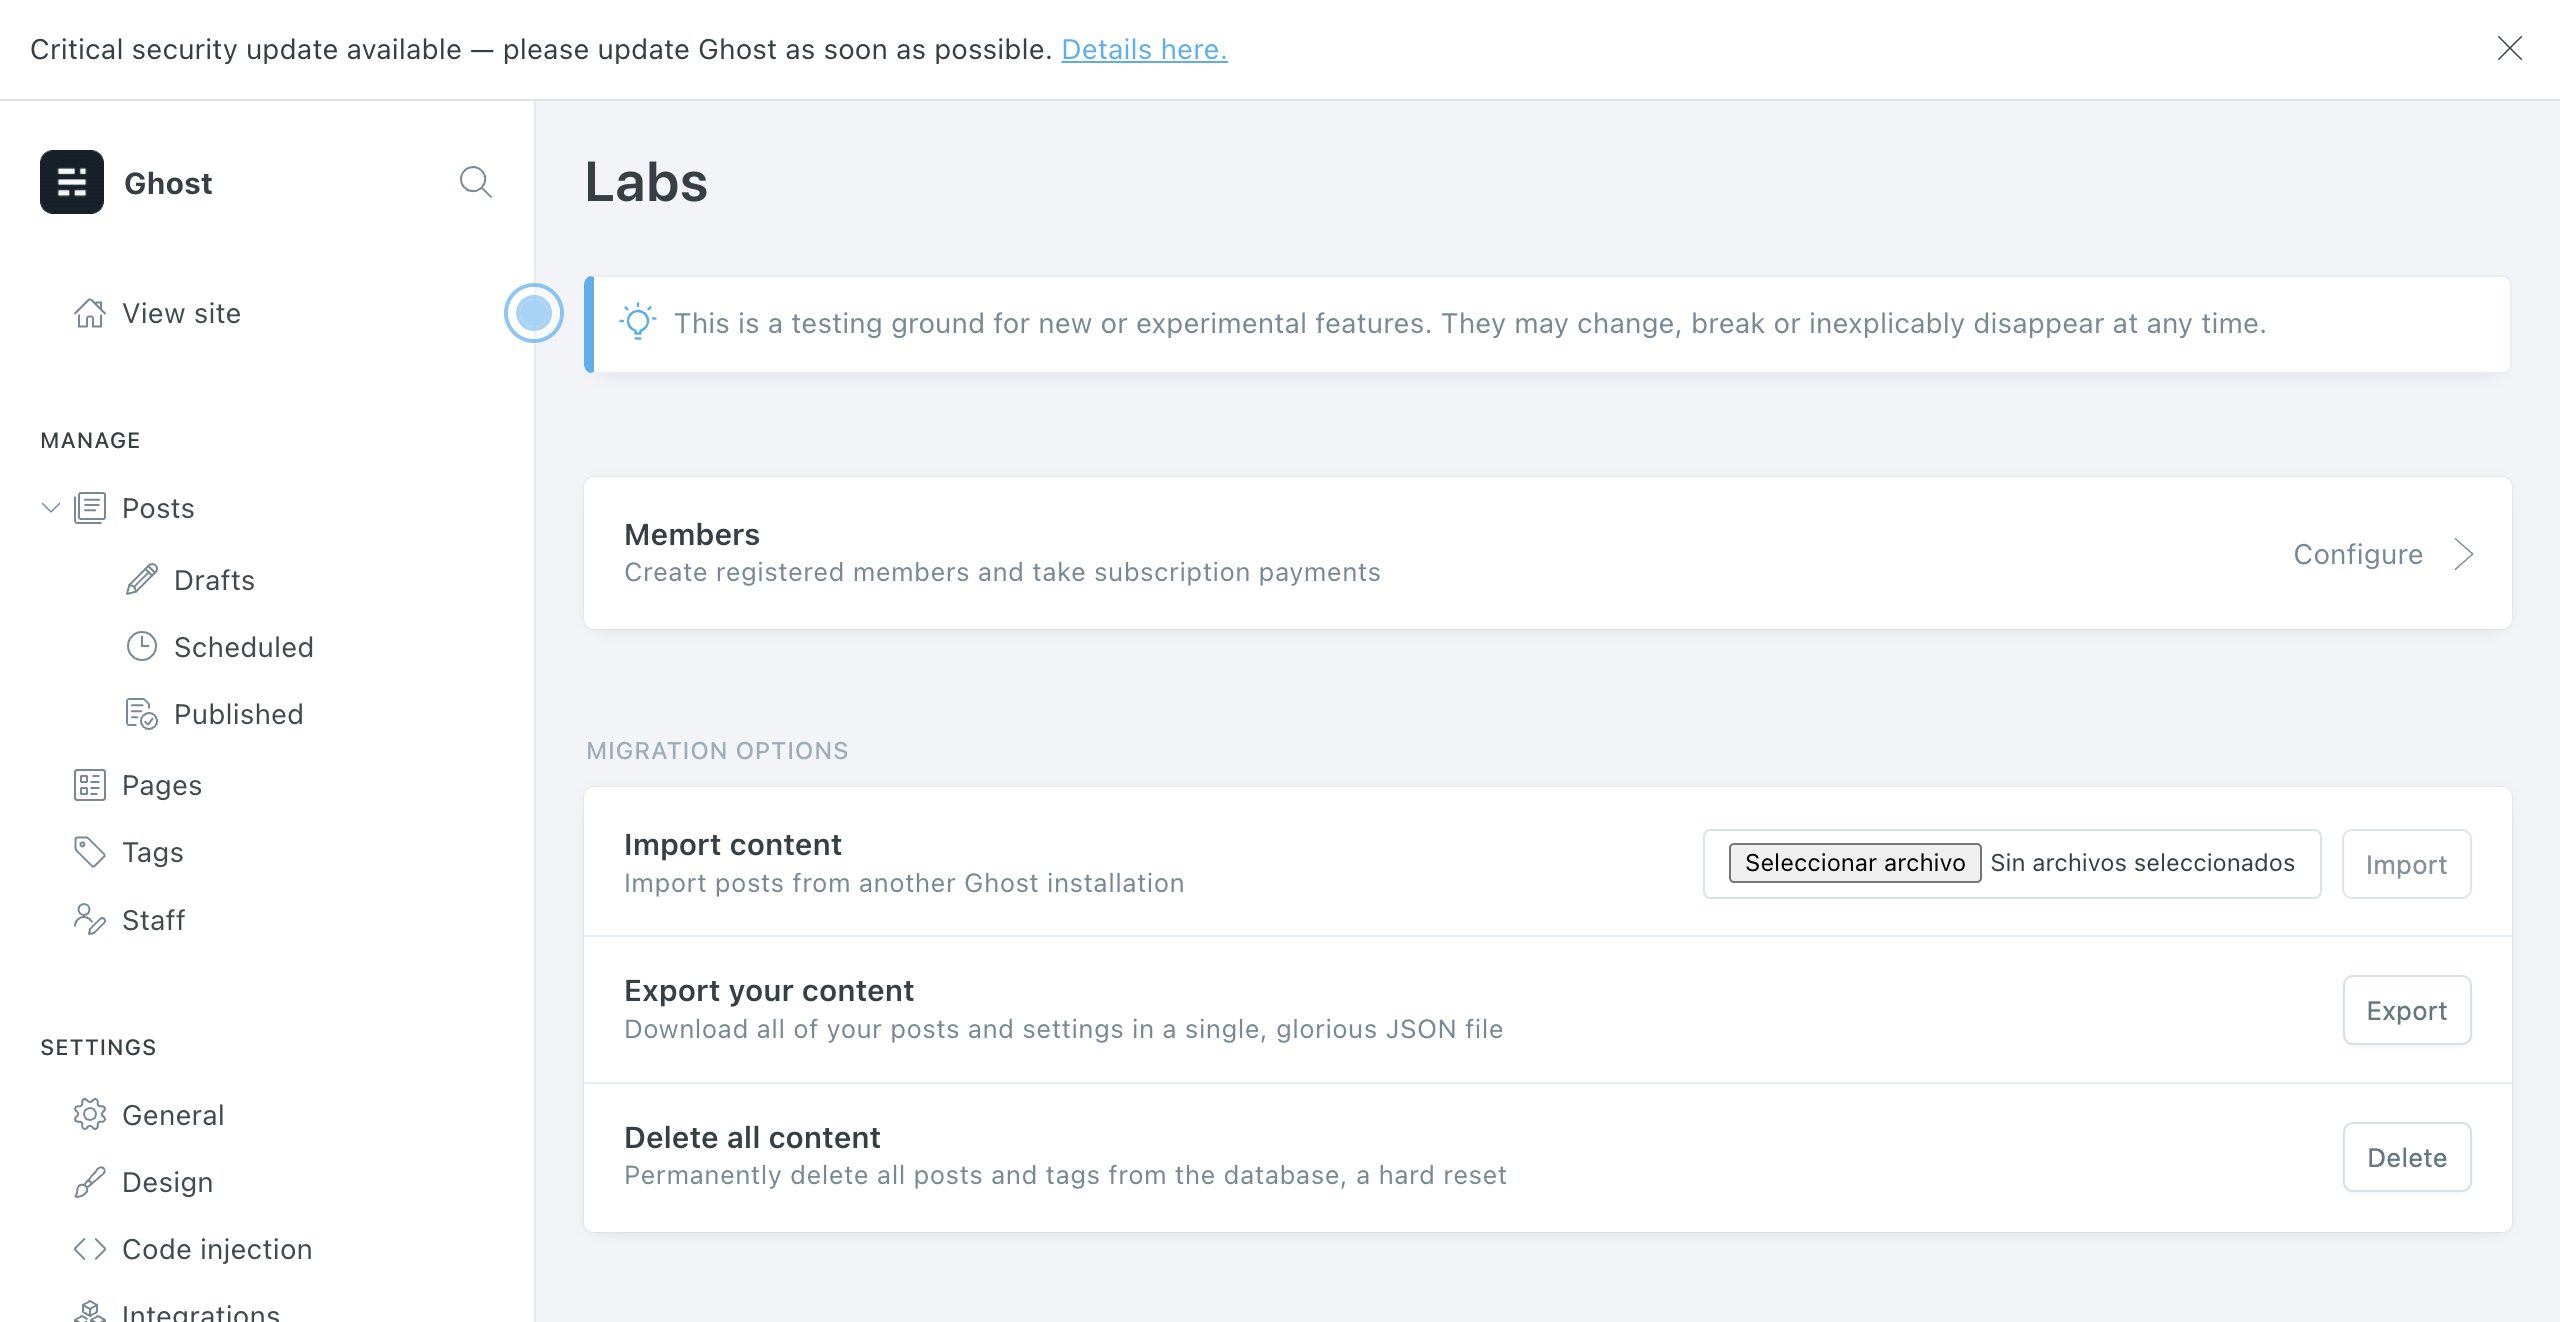 Critical security update available — please update Ghost as soon as possible. Details here.
Ghost
View site
MANAGE
Posts
Drafts
Scheduled
Published
Pages
Tags
Staff
SETTINGS
General
Design
Code injection
Integrations
Labs
This is a testing ground for new or experimental features. They may change, break or inexplicably disappear at any time.
Members
Create registered members and take subscription payments
Configure
MIGRATION OPTIONS
Import content
Import posts from another Ghost installation
Seleccionar archivo Sin archivos seleccionados
Import
Export your content
Download all of your posts and settings in a single, glorious JSON file
Export
Delete all content
Permanently delete all posts and tags from the database, a hard reset
Delete